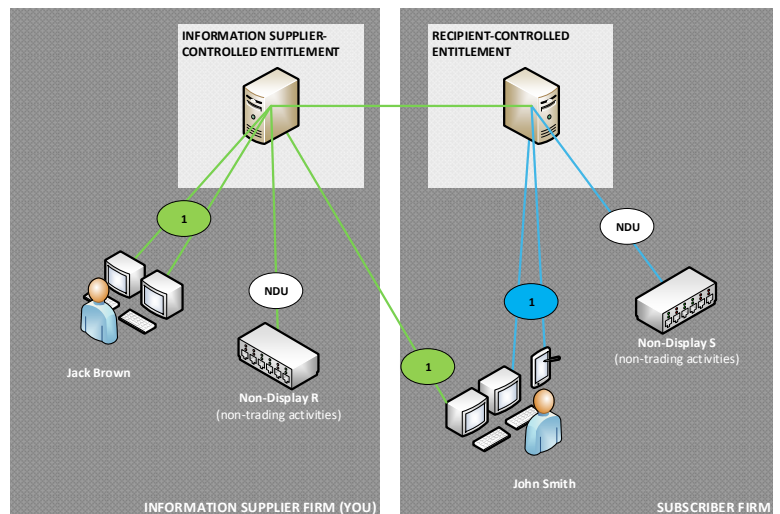 INFORMATION SUPPLIER-
CONTROLLED ENTITLEMENT
RECIPIENT-CONTROLLED
ENTITLEMENT
1
NDU
NDU
1
1
Jack Brown
Non-Display R
(non-trading activities)
Non-Display S
(non-trading activities)
John Smith
INFORMATION SUPPLIER FIRM (YOU)
SUBSCRIBER FIRM